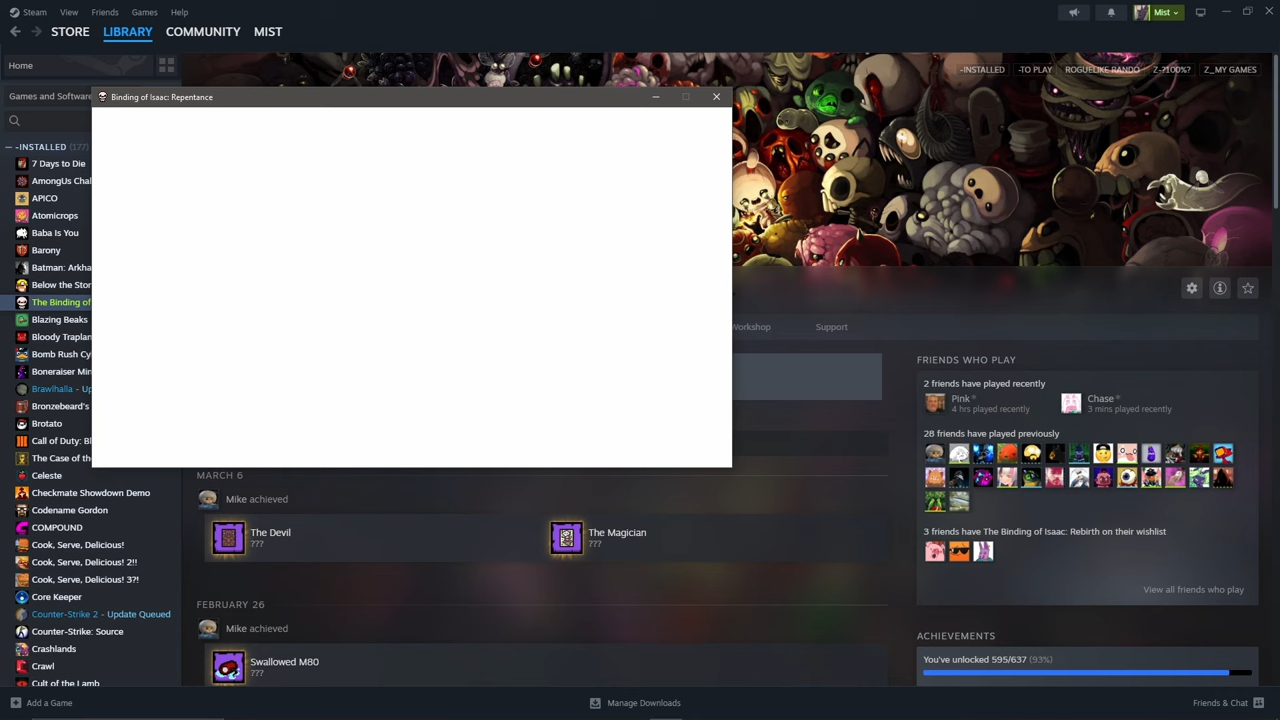 Steam
View
Friends
Games
Help
Mist
STORE
LIBRARY
COMMUNITY
MIST
Home
-INSTALLED
-TO PLAY
ROGUELIKE RANDO
Z-?100%?
Z_MY GAMES
Games and Software
Binding of Isaac: Repentance
-INSTALLED (177)
7 Days to Die
AmongUs Chal
APICO
Atomicrops
Baba Is You
Barony
Batman: Arkha
Below the Stor
The Binding of
Blazing Beaks
Bloody Trapland
Bomb Rush Cy
Boneraiser Min
Brawlhalla - Up
Bronzebeard's
Brotato
Call of Duty: Bl
The Case of the
Celeste
Checkmate Showdown Demo
Codename Gordon
COMPOUND
Cook, Serve, Delicious!
Cook, Serve, Delicious! 2!!
Cook, Serve, Delicious! 3?!
Core Keeper
Counter-Strike 2 - Update Queued
Counter-Strike: Source
Crashlands
Crawl
Cult of the Lamb
Workshop
Support
MARCH 6
Mike achieved
The Devil
???
The Magician
???
FEBRUARY 26
Mike achieved
Swallowed M80
???
FRIENDS WHO PLAY
2 friends have played recently
Pink
4 hrs played recently
Chase
3 mins played recently
28 friends have played previously
3 friends have The Binding of Isaac: Rebirth on their wishlist
View all friends who play
ACHIEVEMENTS
You've unlocked 595/637 (93%)
Add a Game
Manage Downloads
Friends & Chat